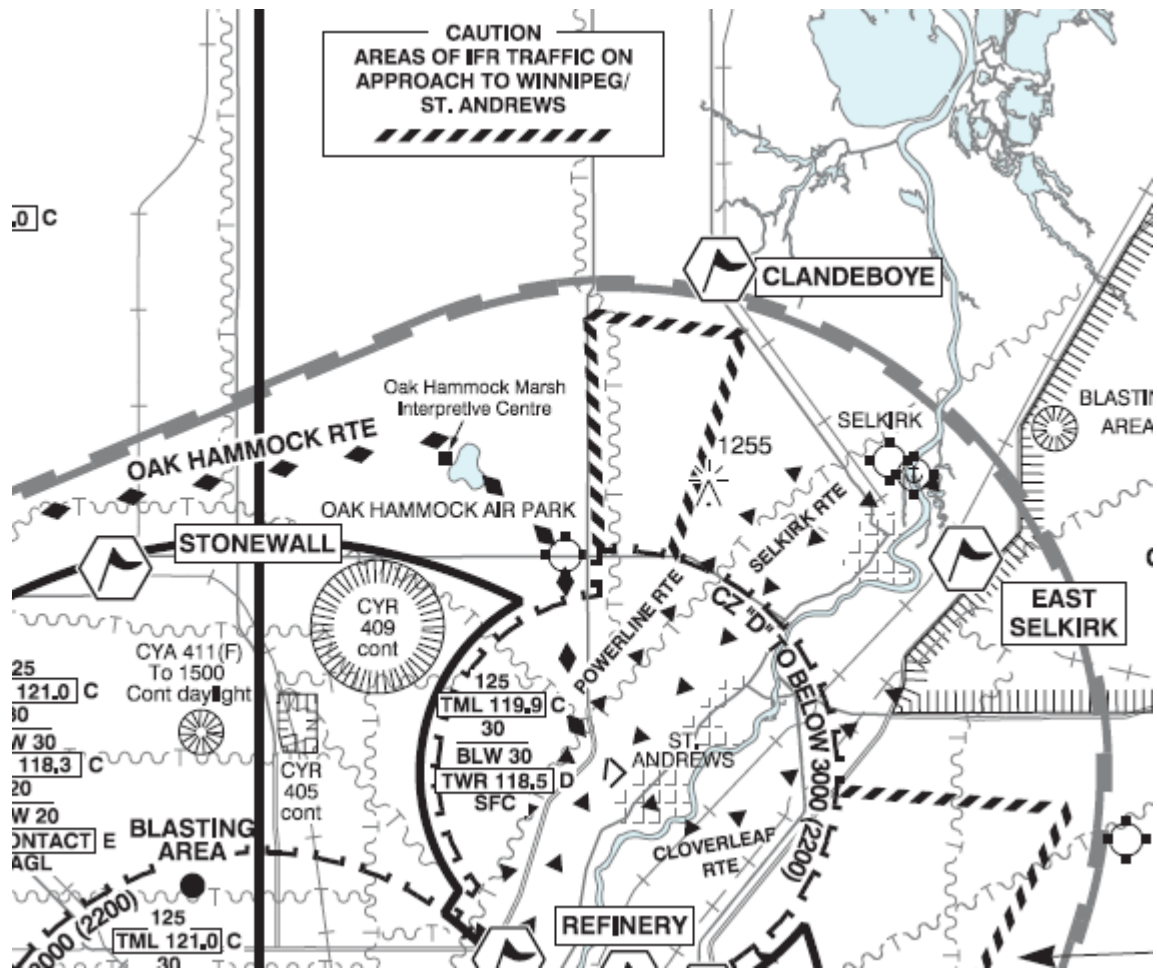 CAUTION
AREAS OF IFR TRAFFIC ON
APPROACH TO WINNIPEG/
ST. ANDREWS
.0 C
CLANDEBOYE
Oak Hammock Marsh
Interpretive Centre
OAK HAMMOCK RTE
SELKIRK
BLASTIN
AREA
1255
OAK HAMMOCK AIR PARK
SELKIRK RTE
STONEWALL
POWERLINE RTE
CZ "D" TO BELOW 3000 (2200)
EAST
SELKIRK
CYR
409
cont
CYA 411(F)
To 1500
Cont daylight
25
121.0 C
30
W 30
118.3 C
20
W 20
ONTACT E
AGL
125
TML 119.9 C
30
BLW 30
TWR 118.5 D
SFC
ST.
ANDREWS
CYR
405
cont
BLASTING
AREA
CLOVERLEAF
RTE
3000 (2200)
125
TML 121.0 C
30
REFINERY